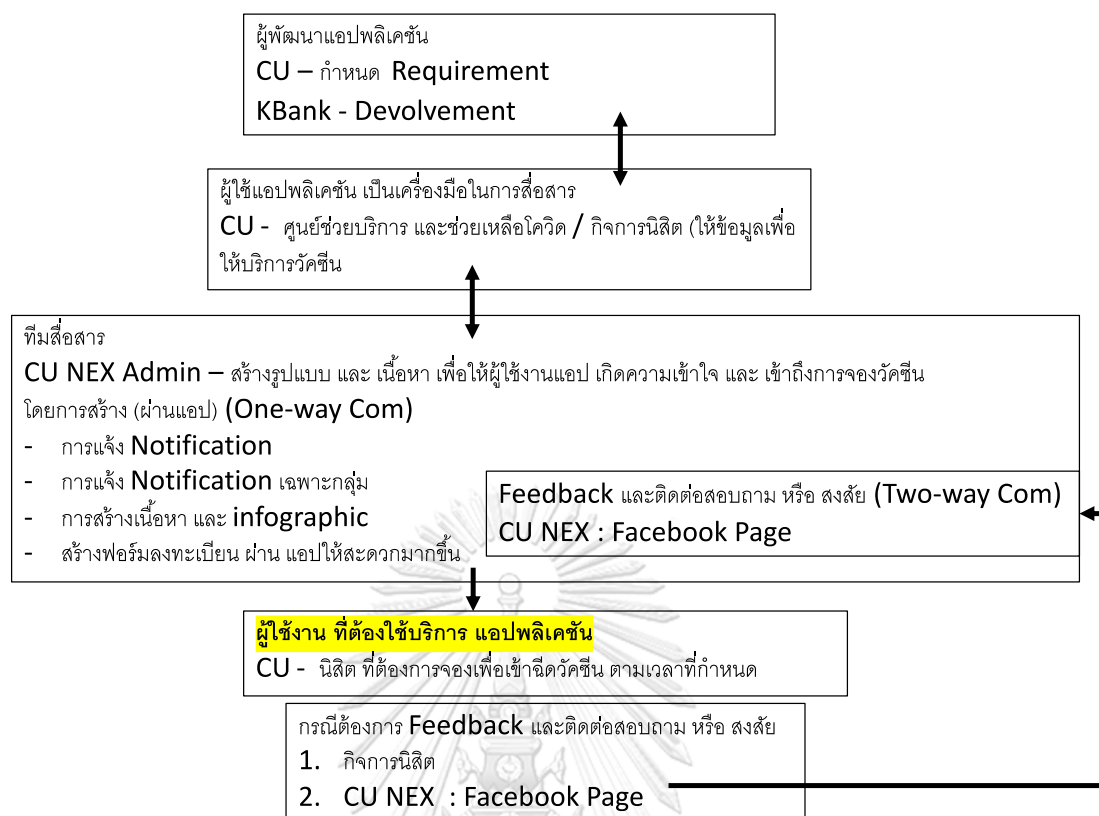 ผู้พัฒนาแอปพลิเคชัน
CU – กำหนด Requirement
KBank - Devolvement
ผู้ใช้แอปพลิเคชัน เป็นเครื่องมือในการสื่อสาร
CU - ศูนย์ช่วยบริการ และช่วยเหลือโควิด / กิจการนิสิต (ให้ข้อมูลเพื่อ
ให้บริการวัคซีน
ทีมสื่อสาร
CU NEX Admin – สร้างรูปแบบ และ เนื้อหา เพื่อให้ผู้ใช้งานแอป เกิดความเข้าใจ และ เข้าถึงการจองวัคซีน
โดยการสร้าง (ผ่านแอป) (One-way Com)
- การแจ้ง Notification
- การแจ้ง Notification เฉพาะกลุ่ม
- การสร้างเนื้อหา และ infographic
- สร้างฟอร์มลงทะเบียน ผ่าน แอปให้สะดวกมากขึ้น
Feedback และติดต่อสอบถาม หรือ สงสัย (Two-way Com)
CU NEX : Facebook Page
ผู้ใช้งาน ที่ต้องใช้บริการ แอปพลิเคชัน
CU - นิสิต ที่ต้องการจองเพื่อเข้าฉีดวัคซีน ตามเวลาที่กำหนด
กรณีต้องการ Feedback และติดต่อสอบถาม หรือ สงสัย
1. กิจการนิสิต
2. CU NEX : Facebook Page